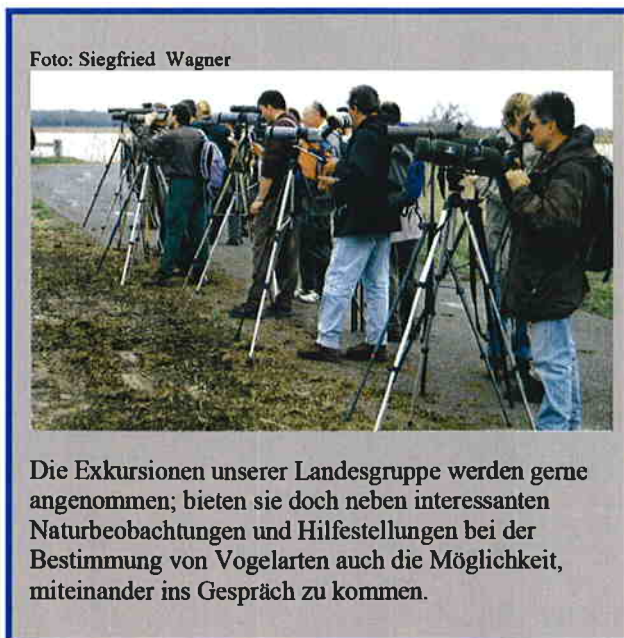 Foto: Siegfried Wagner
Die Exkursionen unserer Landesgruppe werden gerne
angenommen; bieten sie doch neben interessanten
Naturbeobachtungen und Hilfestellungen bei der
Bestimmung von Vogelarten auch die Möglichkeit,
miteinander ins Gespräch zu kommen.